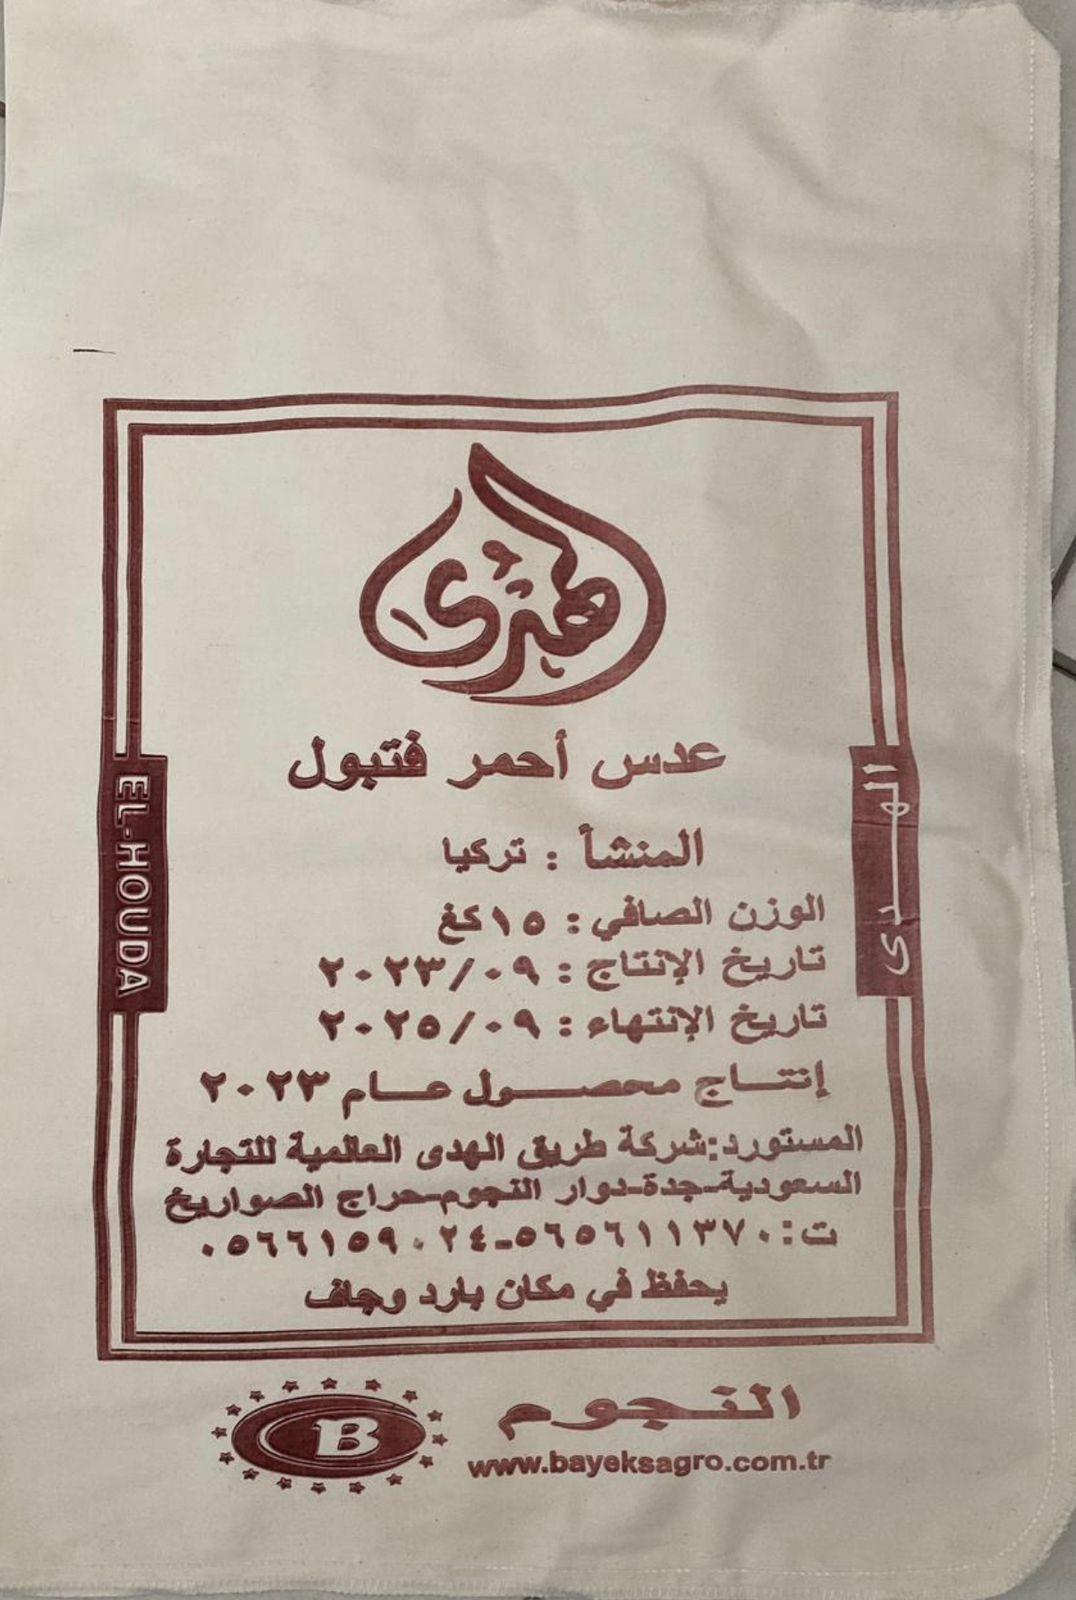 الهدى
عدس أحمر فتبول
المنشأ : تركيا
الوزن الصافي : ١٥كغ
تاريخ الإنتاج : ٢٠٢٣/٠٩
تاريخ الإنتهاء : ٢٠٢٥/٠٩
إنتاج محصول عام ٢٠٢٣
المستورد:شركة طريق الهدى العالمية للتجارة
السعودية-جدة-دوار النجوم-حراج الصواريخ
ت:٠٥٦٦١٥٩٠٢٤-٥٦٥٦١١٣٧٠
يحفظ في مكان بارد وجاف
EL-HOUDA
الهدى
النجوم
B
www.bayeksagro.com.tr